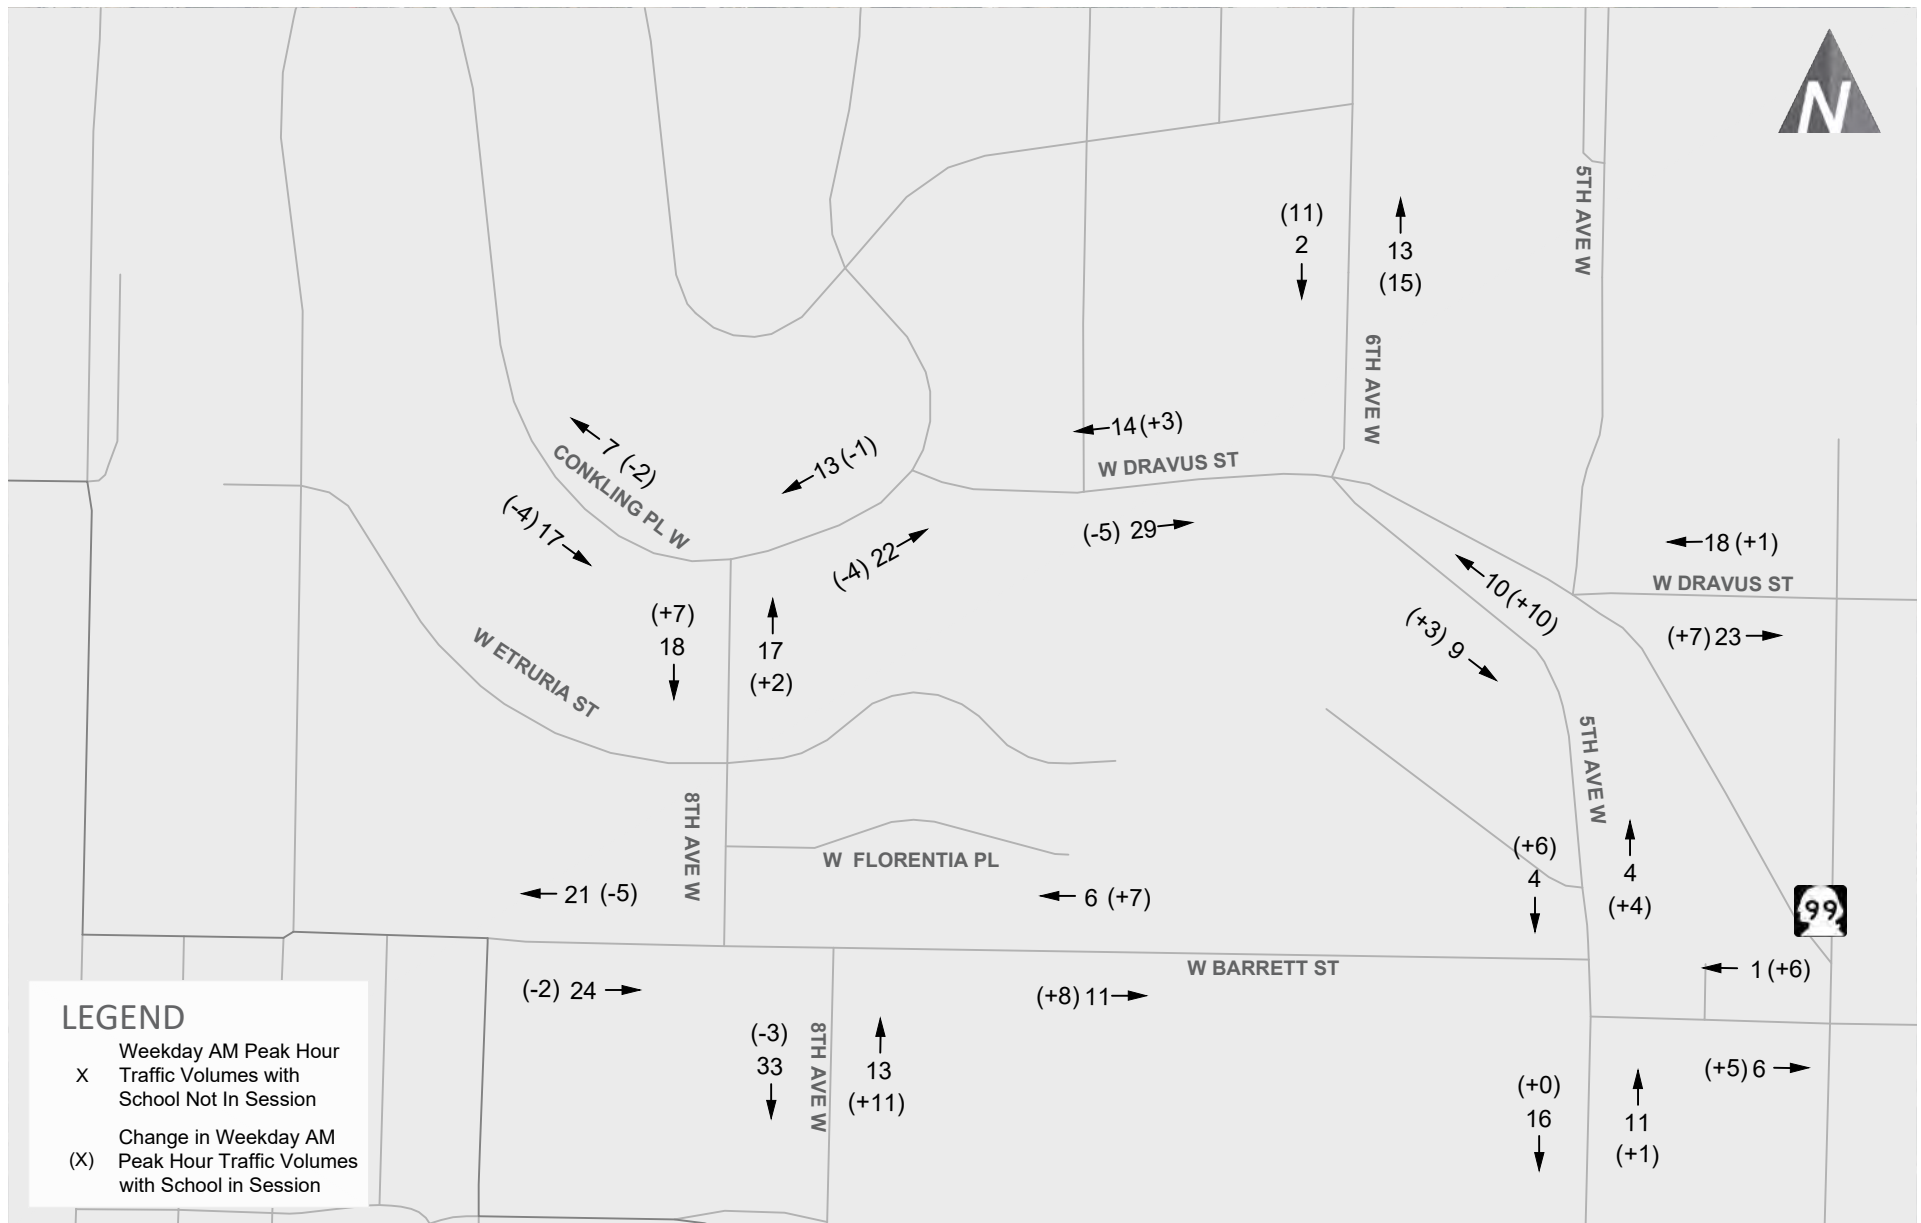 N
5TH AVE W
(11)
2
13
(15)
6TH AVE W
14 (+3)
W DRAVUS ST
(-5) 29
7 (-2)
CONKLING PL W
13 (-1)
(-4) 17
(-4) 22
18 (+1)
W DRAVUS ST
(+7) 23
10 (+10)
(+3) 9
(+7)
18
17
(+2)
W ETRURIA ST
5TH AVE W
8TH AVE W
W FLORENTIA PL
(+6)
4
4
(+4)
21 (-5)
6 (+7)
99
W BARRETT ST
1 (+6)
(-2) 24
(+8) 11
(-3)
33
8TH AVE W
13
(+11)
(+5) 6
(+0)
16
11
(+1)
LEGEND
X
Weekday AM Peak Hour
Traffic Volumes with
School Not In Session
(X)
Change in Weekday AM
Peak Hour Traffic Volumes
with School in Session